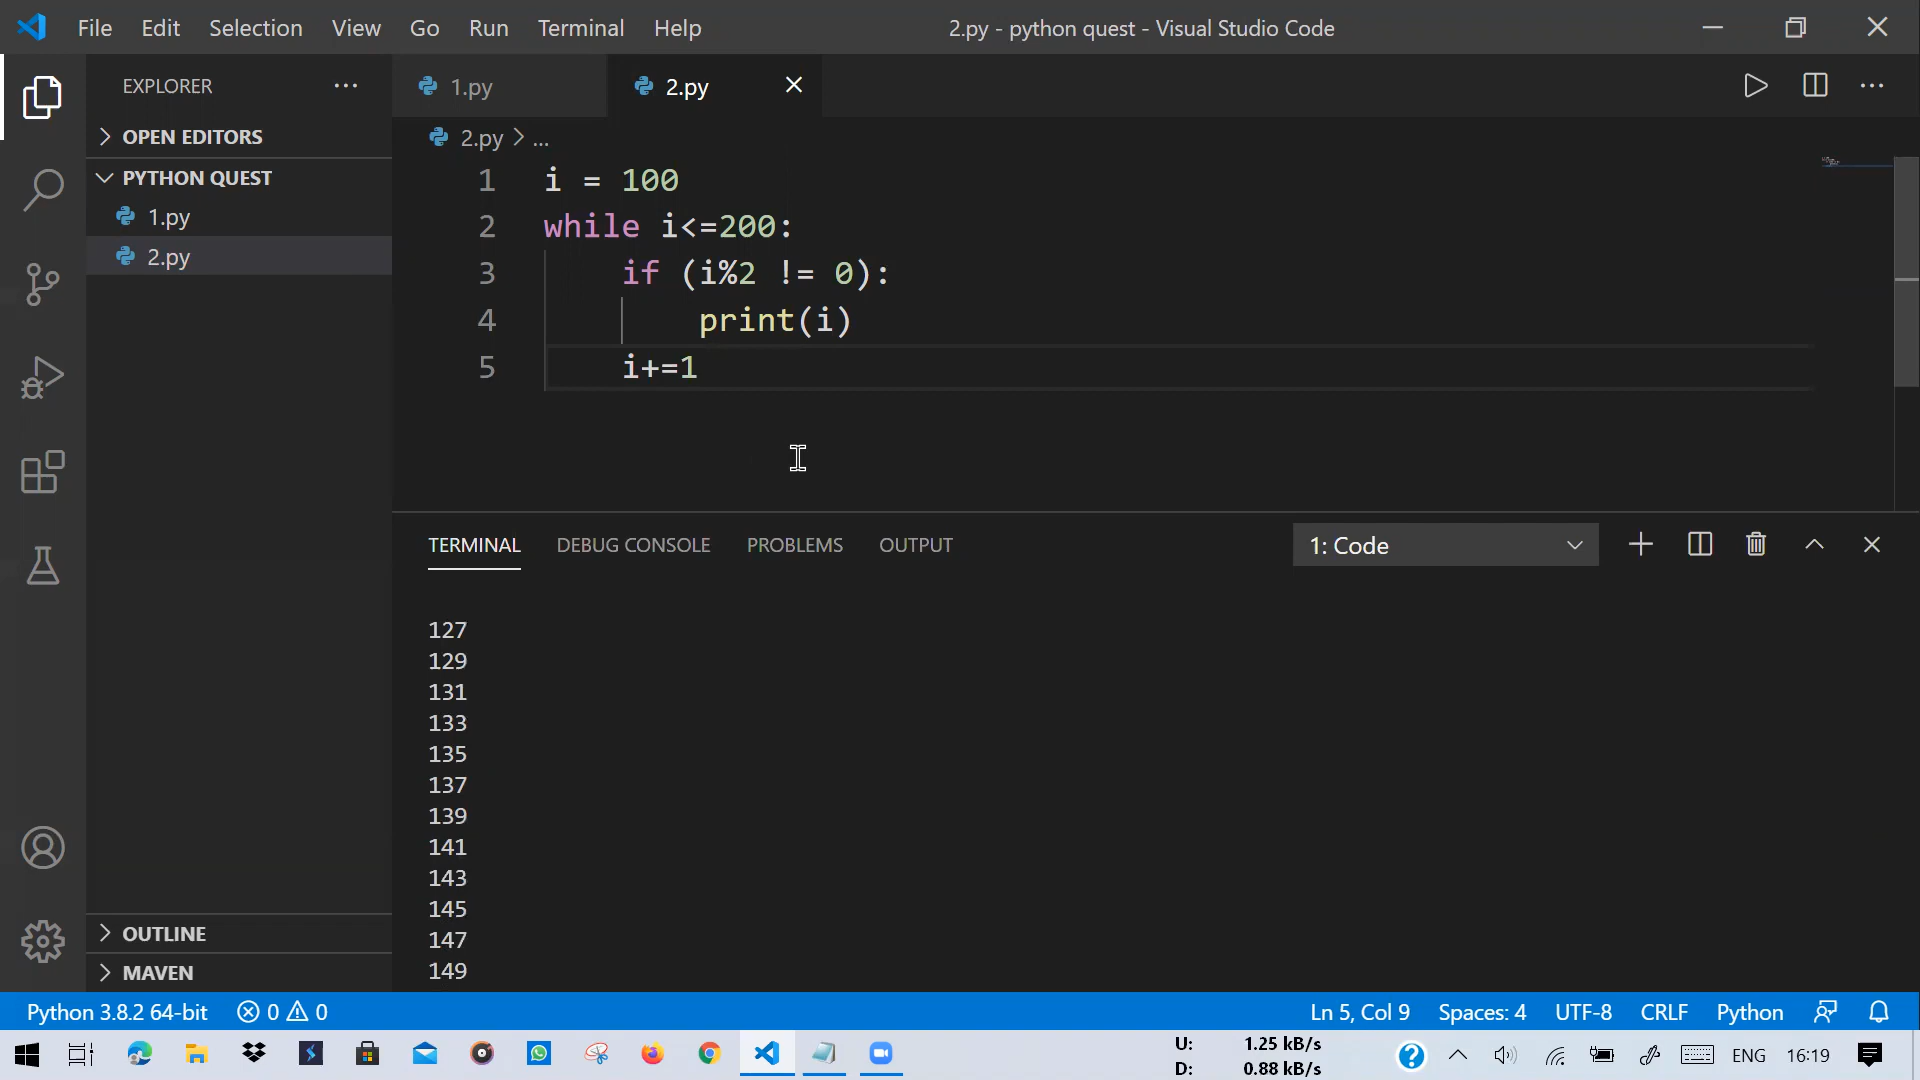 File Edit Selection View Go Run Terminal Help
2.py - python quest - Visual Studio Code
EXPLORER
1.py
2.py
OPEN EDITORS
2.py > ...
PYTHON QUEST
1.py
2.py
1 i = 100
2 while i<=200:
3 if (i%2 != 0):
4 print(i)
5 i+=1
TERMINAL DEBUG CONSOLE PROBLEMS OUTPUT
1: Code
127
129
131
133
135
137
139
141
143
145
147
149
OUTLINE
MAVEN
Python 3.8.2 64-bit 0 0
Ln 5, Col 9 Spaces: 4 UTF-8 CRLF Python
U: 1.25 kB/s
D: 0.88 kB/s
ENG 16:19